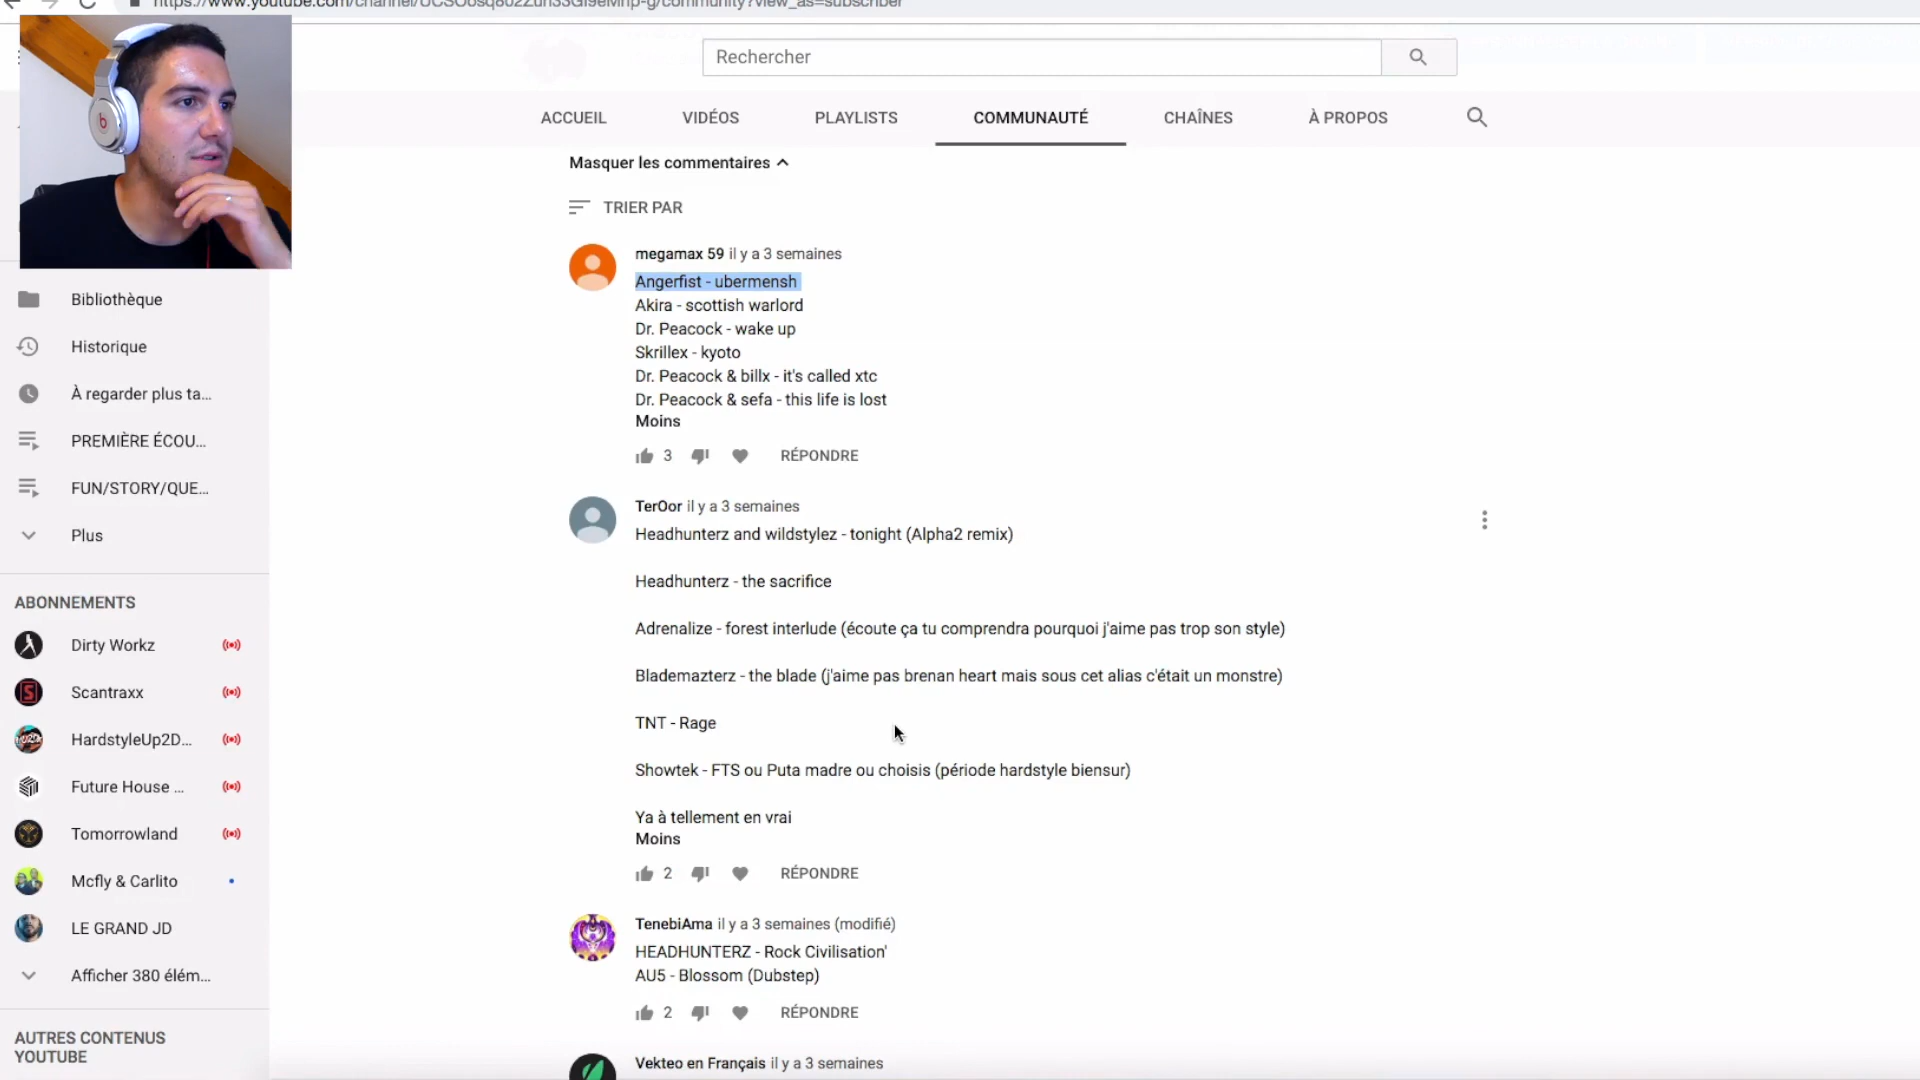 Rechercher
ACCUEIL
VIDÉOS
PLAYLISTS
COMMUNAUTÉ
CHAÎNES
À PROPOS
Masquer les commentaires
TRIER PAR
megamax 59 il y a 3 semaines
Angerfist - ubermensh
Akira - scottish warlord
Dr. Peacock - wake up
Skrillex - kyoto
Dr. Peacock & billx - it's called xtc
Dr. Peacock & sefa - this life is lost
Moins
3
RÉPONDRE
TerOor il y a 3 semaines
Headhunterz and wildstylez - tonight (Alpha2 remix)
Headhunterz - the sacrifice
Adrenalize - forest interlude (écoute ça tu comprendra pourquoi j'aime pas trop son style)
Blademazterz - the blade (j'aime pas brenan heart mais sous cet alias c'était un monstre)
TNT - Rage
Showtek - FTS ou Puta madre ou choisis (période hardstyle biensur)
Ya à tellement en vrai
Moins
2
RÉPONDRE
TenebiAma il y a 3 semaines (modifié)
HEADHUNTERZ - Rock Civilisation'
AU5 - Blossom (Dubstep)
2
RÉPONDRE
Vekteo en Français il y a 3 semaines
Bibliothèque
Historique
À regarder plus ta...
PREMIÈRE ÉCOU...
FUN/STORY/QUE...
Plus
ABONNEMENTS
Dirty Workz
Scantraxx
HardstyleUp2D...
Future House ...
Tomorrowland
Mcfly & Carlito
LE GRAND JD
Afficher 380 élém...
AUTRES CONTENUS
YOUTUBE